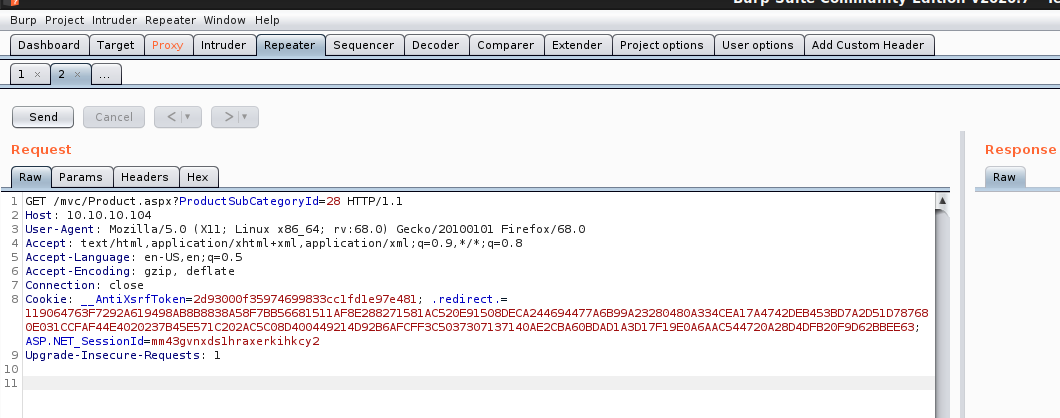 Burp Suite Community Edition v2020.7
Burp Project Intruder Repeater Window Help
Dashboard Target Proxy Intruder Repeater Sequencer Decoder Comparer Extender Project options User options Add Custom Header
1 × 2 × ...
Send Cancel < >
Request Response
Raw Params Headers Hex Raw
1 GET /mvc/Product.aspx?ProductSubCategoryId=28 HTTP/1.1
2 Host: 10.10.10.104
3 User-Agent: Mozilla/5.0 (X11; Linux x86_64; rv:68.0) Gecko/20100101 Firefox/68.0
4 Accept: text/html,application/xhtml+xml,application/xml;q=0.9,*/*;q=0.8
5 Accept-Language: en-US,en;q=0.5
6 Accept-Encoding: gzip, deflate
7 Connection: close
8 Cookie: __AntiXsrfToken=2d93000f35974699833cc1fd1e97e481; .redirect.=
119064763F7292A619498AB8B8838A58F7BB56681511AF8E288271581AC520E91508DECA244694477A6B99A23280480A334CEA17A4742DEB453BD7A2D51D78768
0E031CCFAF44E4020237B45E571C202AC5C08D400449214D92B6AFCFF3C5037307137140AE2CBA60BDAD1A3D17F19E0A6AAC544720A28D4DFB20F9D62BBEE63;
ASP.NET_SessionId=mm43gvnxds1hraxerkihkcy2
9 Upgrade-Insecure-Requests: 1
10
11